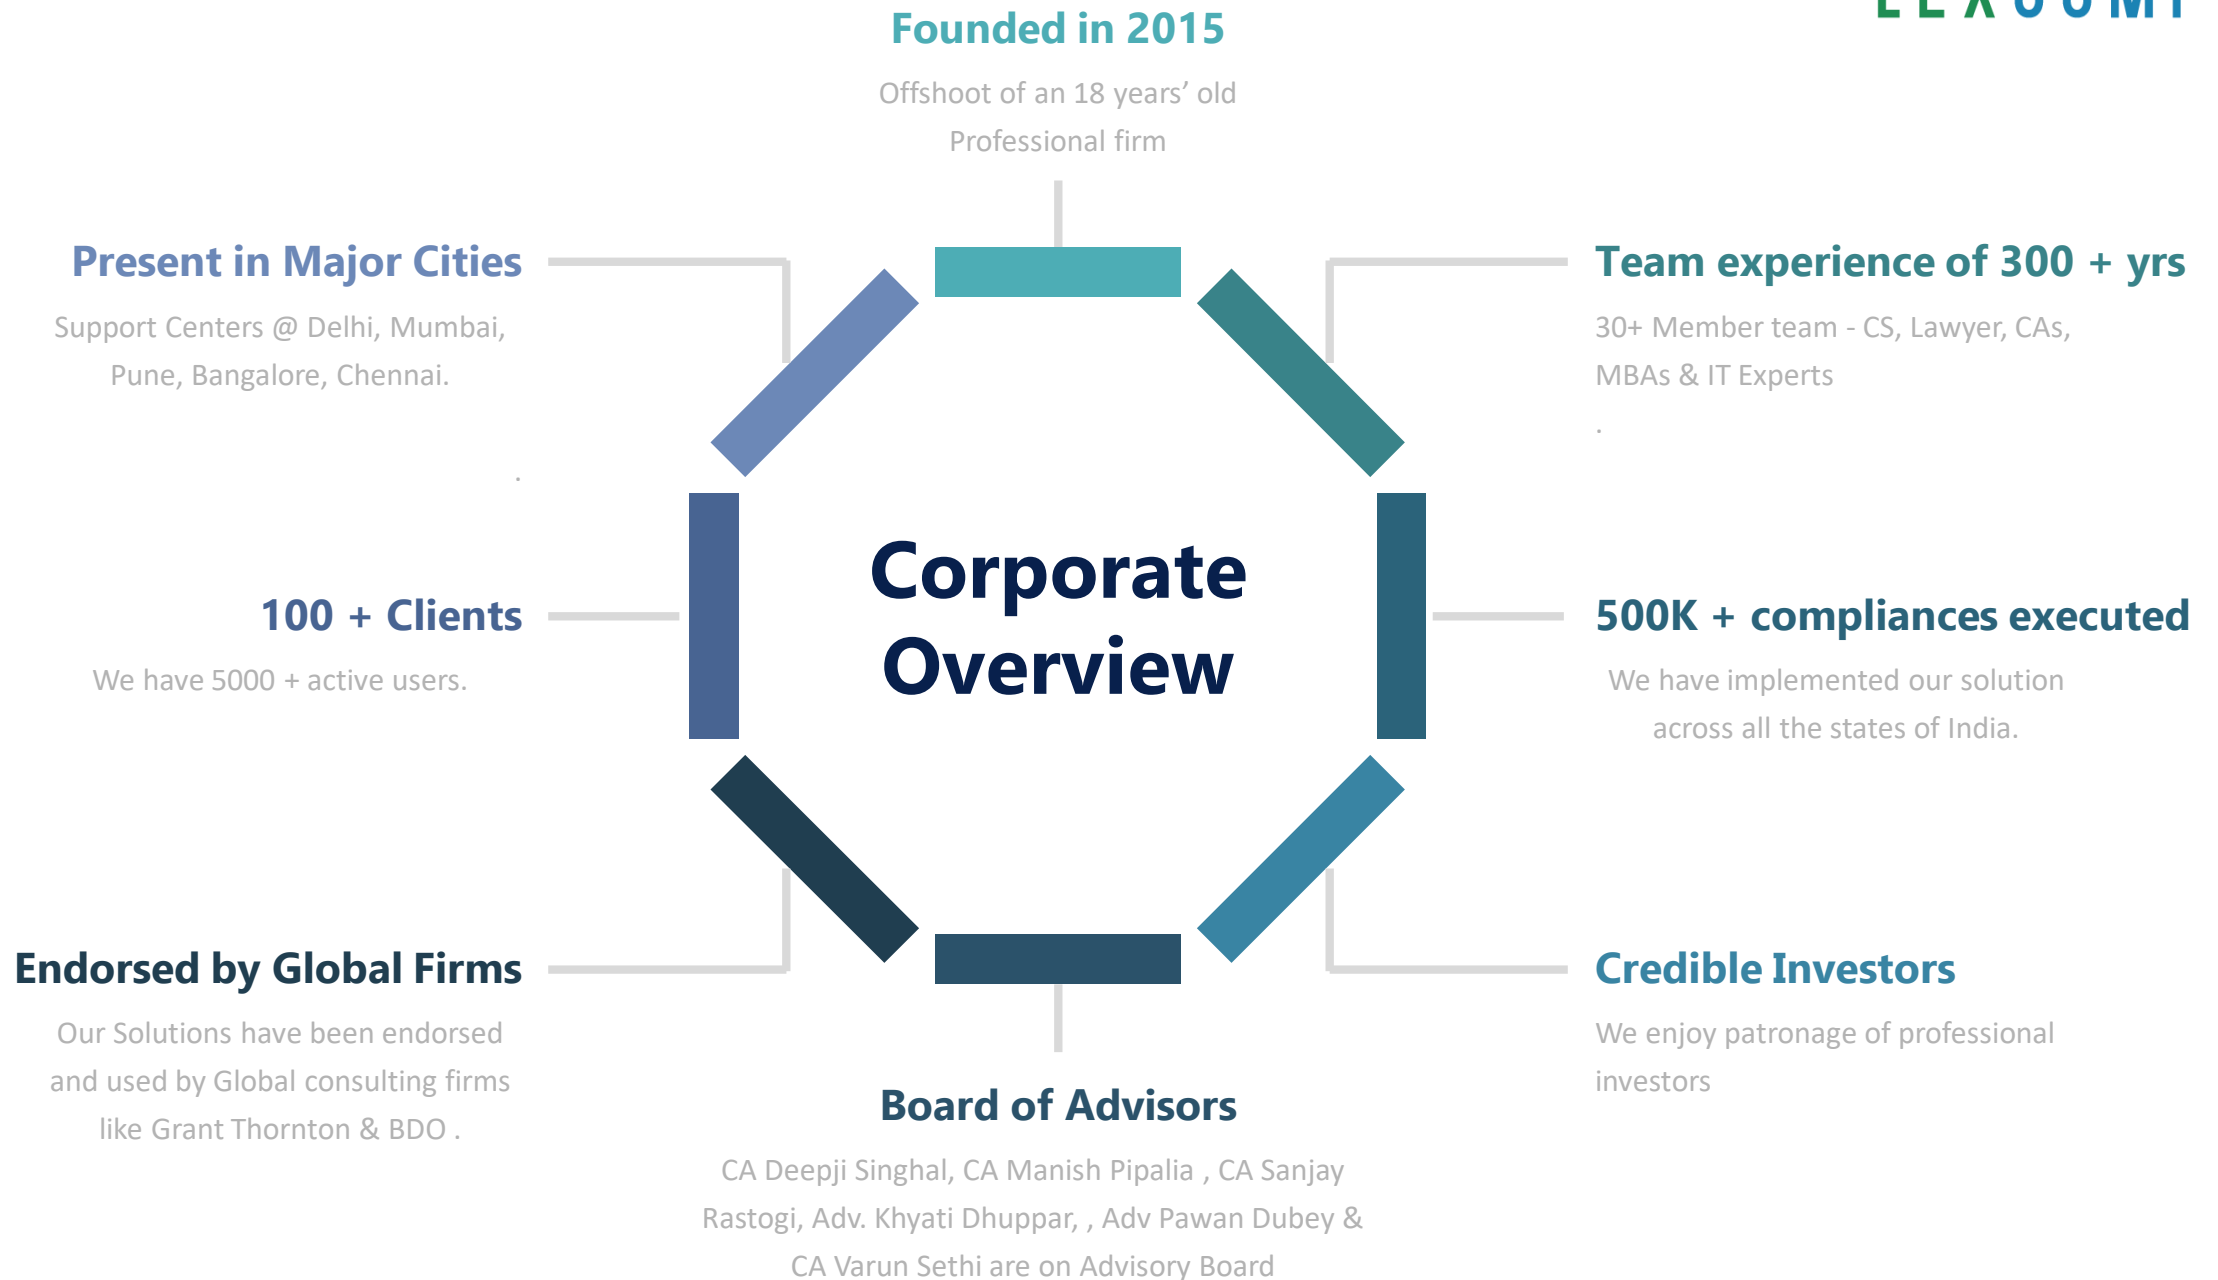 Founded in 2015
Offshoot of an 18 years’ old
Professional firm
Present in Major Cities
Support Centers @ Delhi, Mumbai,
Pune, Bangalore, Chennai.
.
Team experience of 300 + yrs
30+ Member team - CS, Lawyer, CAs,
MBAs & IT Experts
.
Corporate
Overview
100 + Clients
We have 5000 + active users.
500K + compliances executed
We have implemented our solution
across all the states of India.
Endorsed by Global Firms
Our Solutions have been endorsed
and used by Global consulting firms
like Grant Thornton & BDO .
Credible Investors
We enjoy patronage of professional
investors
Board of Advisors
CA Deepji Singhal, CA Manish Pipalia , CA Sanjay
Rastogi, Adv. Khyati Dhuppar, , Adv Pawan Dubey &
CA Varun Sethi are on Advisory Board